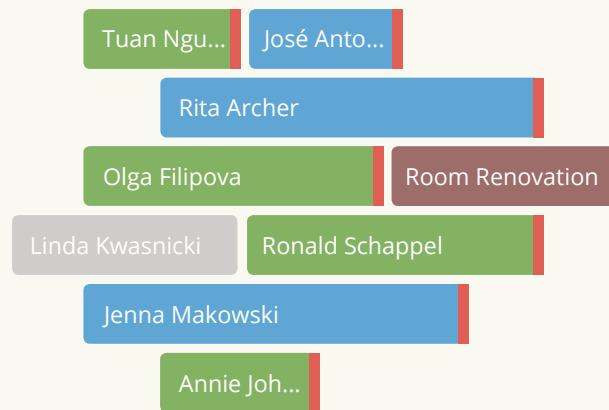 Tuan Ngu... José Anto...
Rita Archer
Olga Filipova Room Renovation
Linda Kwasnicki Ronald Schappel
Jenna Makowski
Annie Joh...